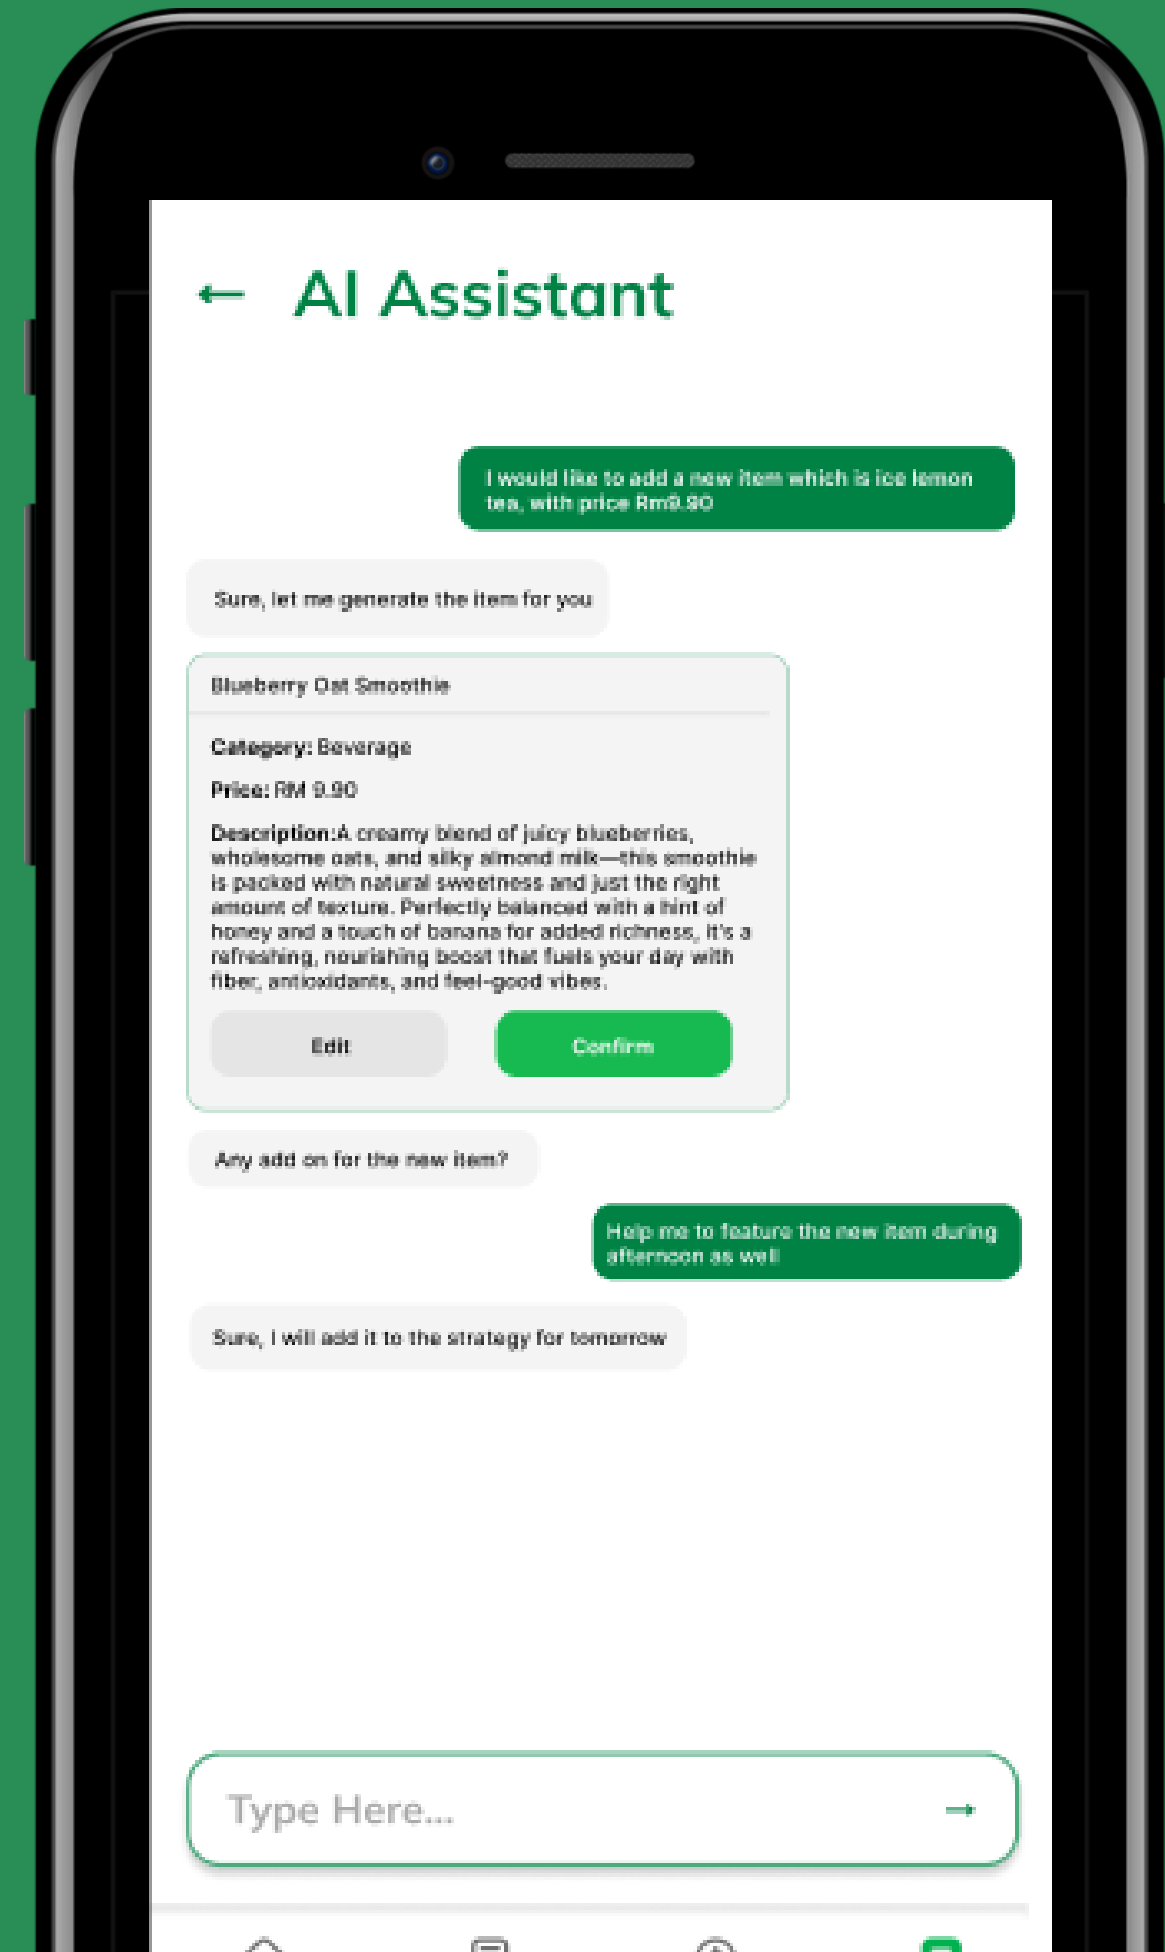 ← AI Assistant
I would like to add a new item which is ice lemon
tea, with price Rm9.90
Sure, let me generate the item for you
Blueberry Oat Smoothie
Category: Beverage
Price: RM 9.90
Description:A creamy blend of juicy blueberries,
wholesome oats, and silky almond milk—this smoothie
is packed with natural sweetness and just the right
amount of texture. Perfectly balanced with a hint of
honey and a touch of banana for added richness, it's a
refreshing, nourishing boost that fuels your day with
fiber, antioxidants, and feel-good vibes.
Edit
Confirm
Any add on for the new item?
Help me to feature the new item during
afternoon as well
Sure, I will add it to the strategy for tomorrow
Type Here... →